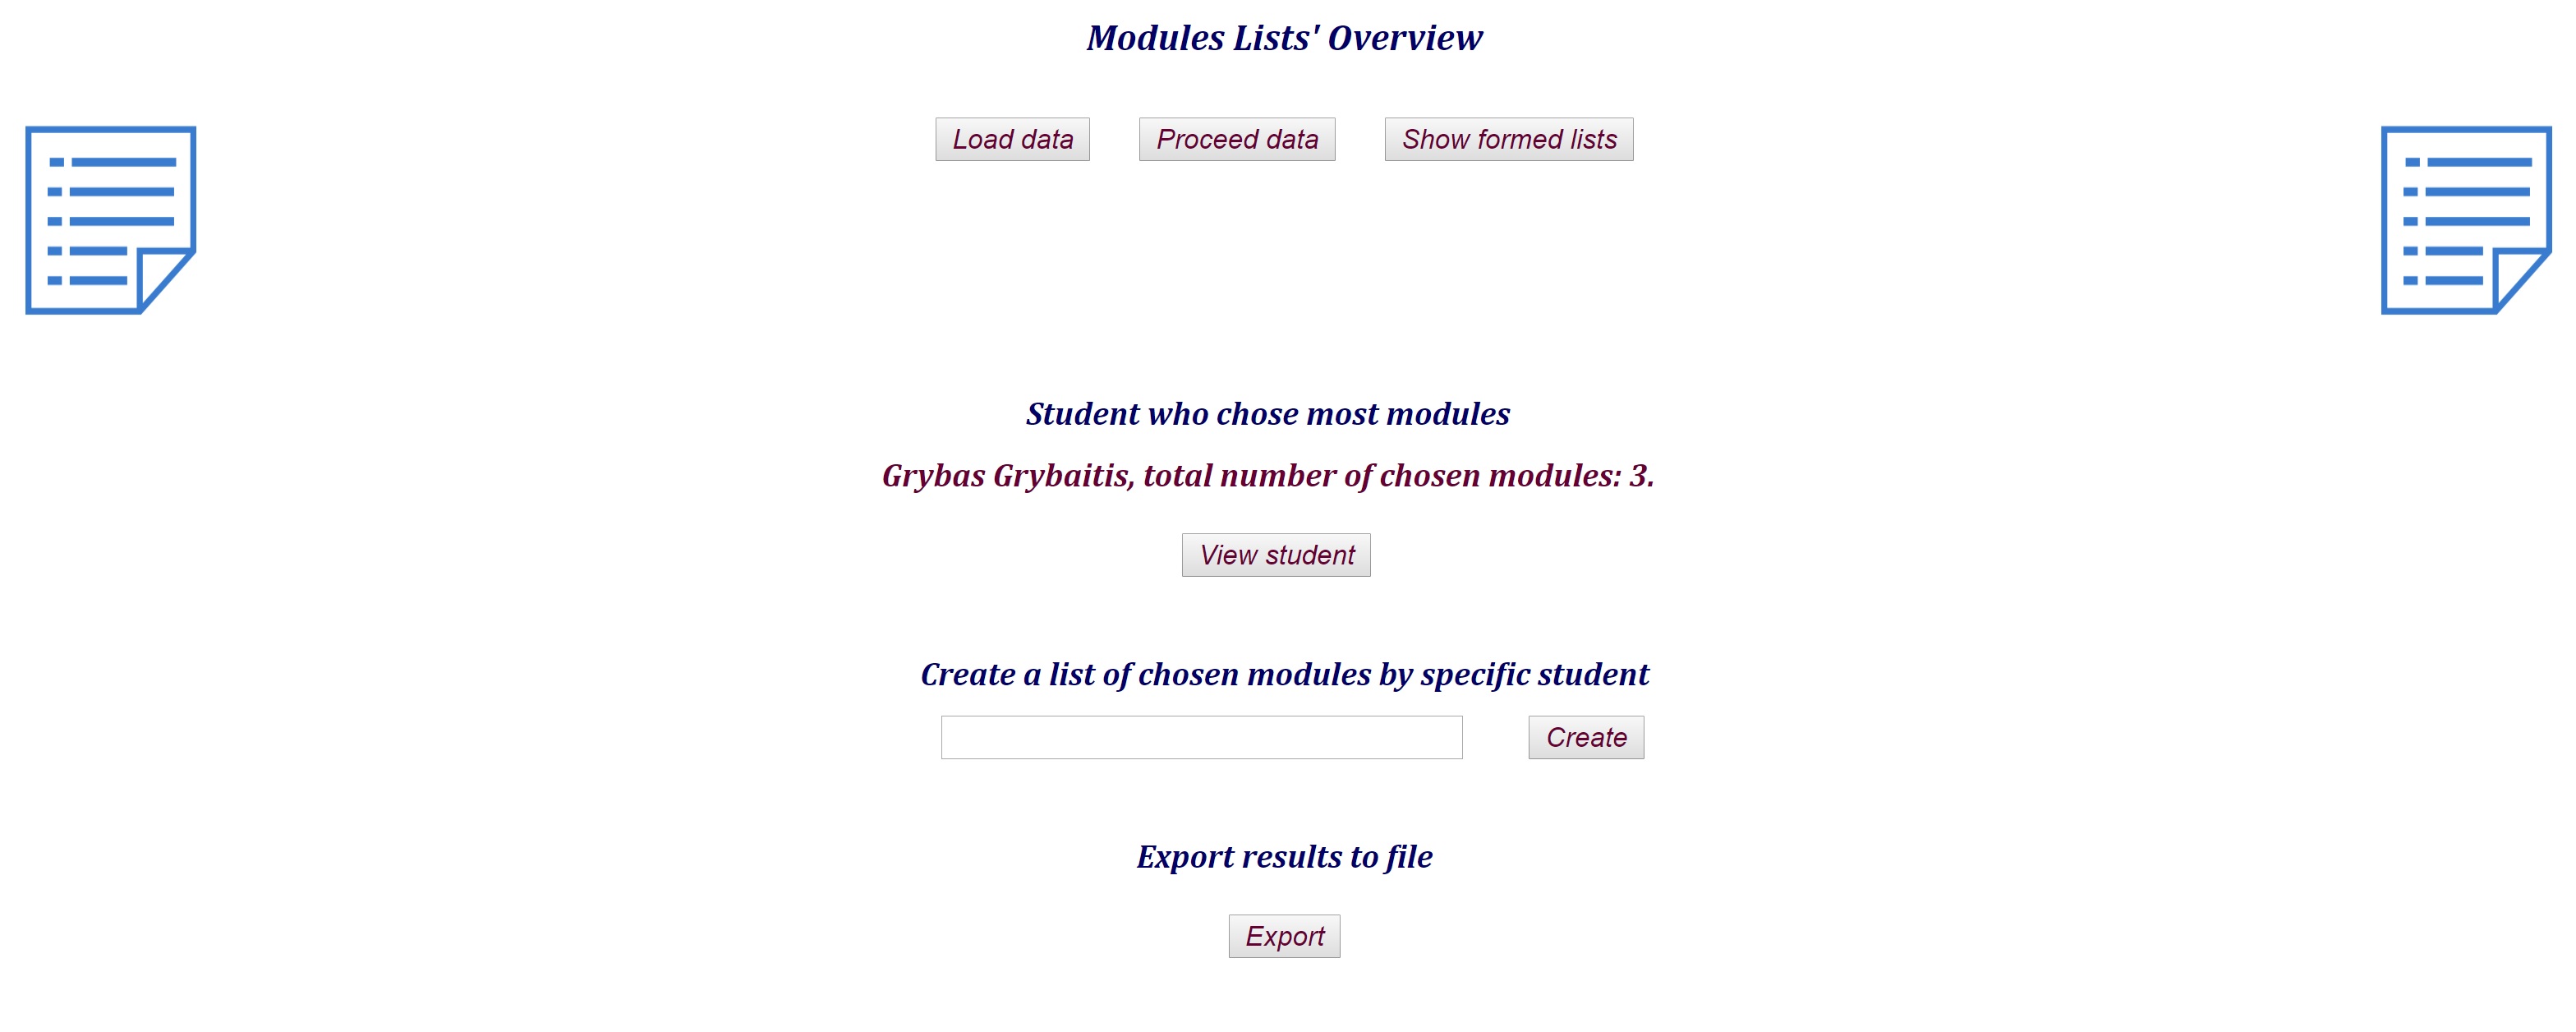 Modules Lists' Overview
Load data Proceed data Show formed lists
Student who chose most modules
Grybas Grybaitis, total number of chosen modules: 3.
View student
Create a list of chosen modules by specific student
Create
Export results to file
Export